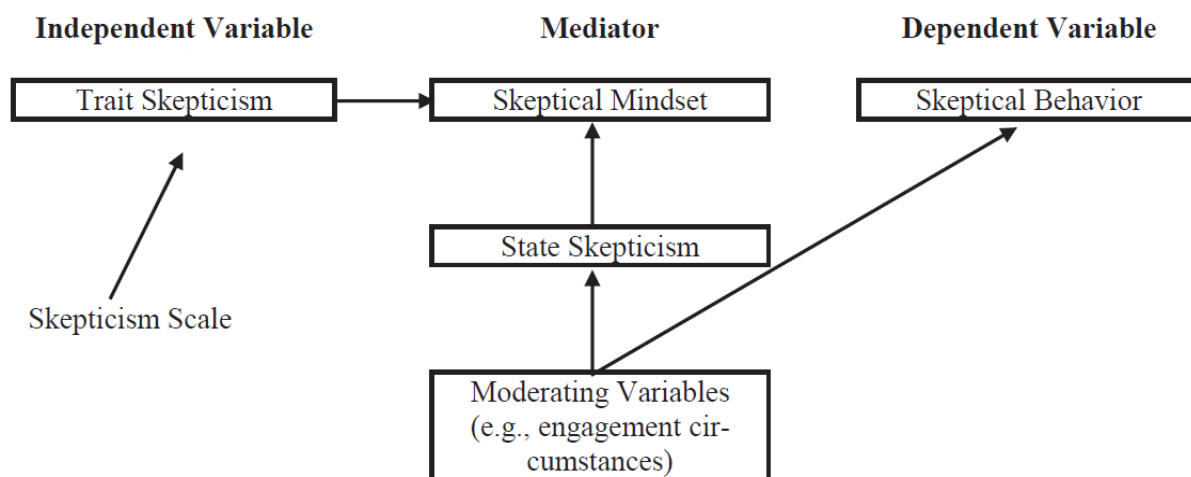 Independent Variable
Mediator
Dependent Variable
Trait Skepticism
Skeptical Mindset
Skeptical Behavior
State Skepticism
Skepticism Scale
Moderating Variables
(e.g., engagement cir-
cumstances)